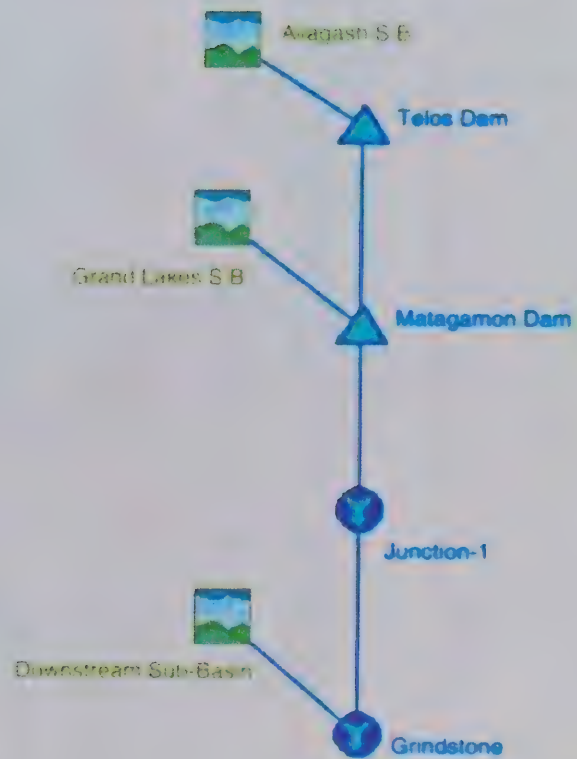 Allagash S B
Telos Dam
Grand Lakes S B
Matagamon Dam
Junction-1
Downstream Sub-Basin
Grindstone